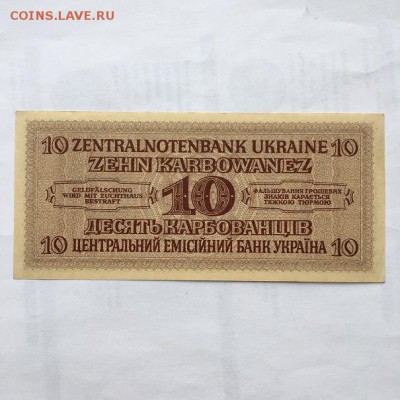 COINS.LAVE.RU
10 ZENTRALNOTENBANK UKRAINE 10
ZEHN KARBOWANEZ
GELDFÄLSCHUNG
WIRD MIT ZUCHTHAUS
BESTRAFT
10
ФАЛЬШУВАННЯ ГРОШЕВИХ
ЗНАКІВ КАРАЄТЬСЯ
ТЯЖКОЮ ТЮРМОЮ
ДЕСЯТЬ КАРБОВАНЦІВ
10 ЦЕНТРАЛЬНИЙ ЕМІСІЙНИЙ БАНК УКРАЇНА 10